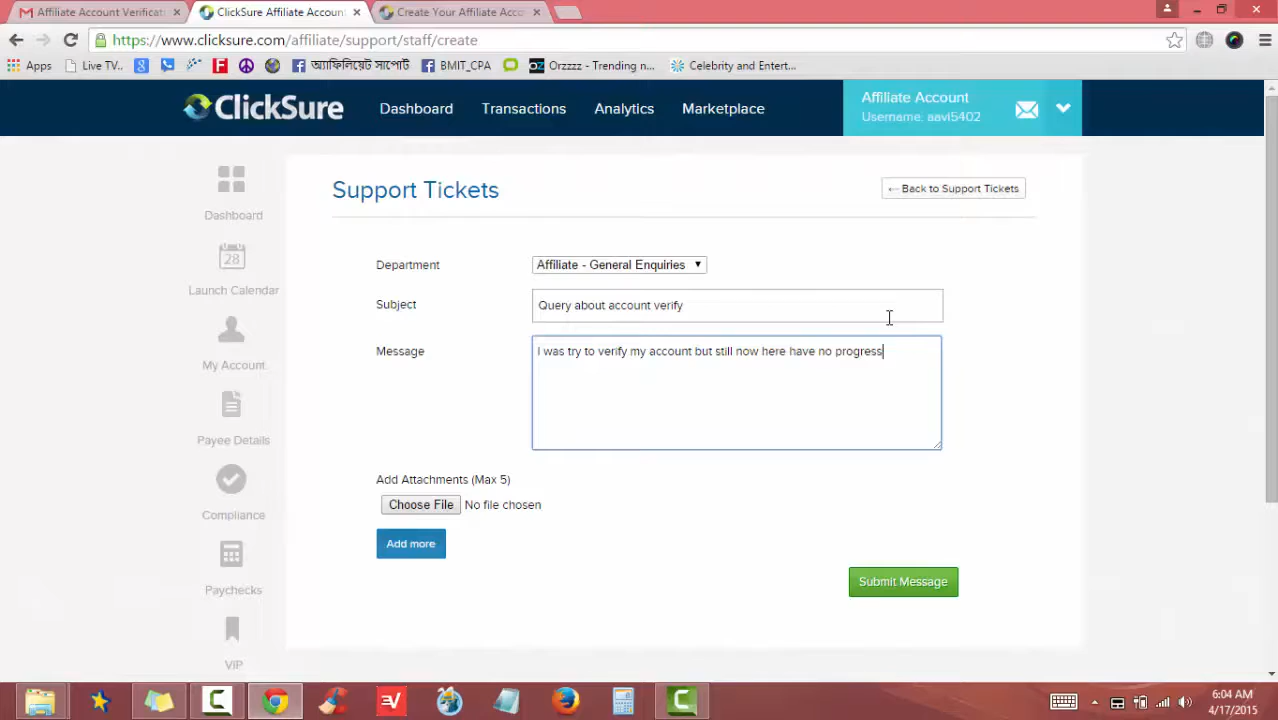 Affiliate Account Verificati
ClickSure Affiliate Account
Create Your Affiliate Acco
https://www.clicksure.com/affiliate/support/staff/create
Apps
Live TV..
অ্যাফিলিয়েট সাপোর্ট
BMIT_CPA
Orzzzz - Trending n...
Celebrity and Entert...
ClickSure
Dashboard
Transactions
Analytics
Marketplace
Affiliate Account
Username: aavi5402
Dashboard
28
Launch Calendar
My Account
Payee Details
Compliance
Paychecks
VIP
Support Tickets
← Back to Support Tickets
Department
Affiliate - General Enquiries
Subject
Query about account verify
Message
I was try to verify my account but still now here have no progress
Add Attachments (Max 5)
Choose File No file chosen
Add more
Submit Message
6:04 AM
4/17/2015